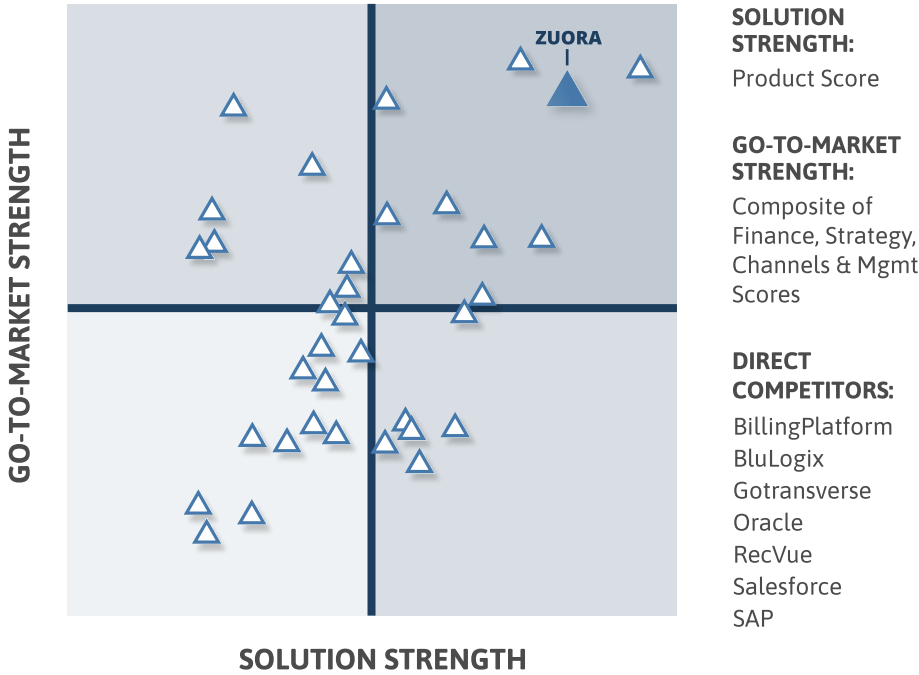 ZUORA
GO-TO-MARKET STRENGTH
SOLUTION STRENGTH
SOLUTION
STRENGTH:
Product Score
GO-TO-MARKET
STRENGTH:
Composite of
Finance, Strategy,
Channels & Mgmt
Scores
DIRECT
COMPETITORS:
BillingPlatform
BluLogix
Gotransverse
Oracle
RecVue
Salesforce
SAP